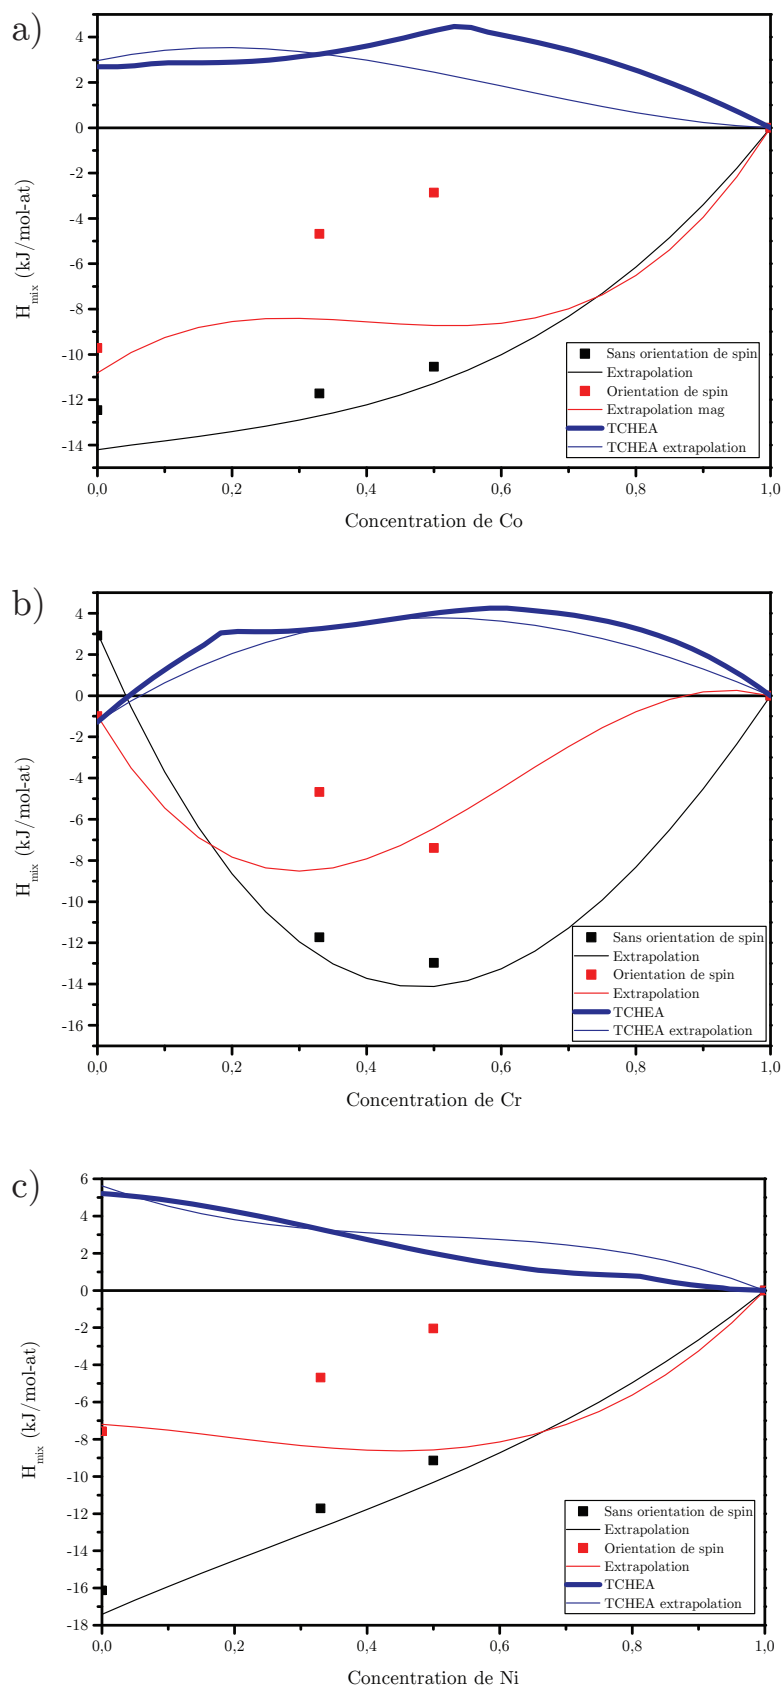 a)
4
2
0
-2
-4
-6
-8
-10
-12
-14
H_mix (kJ/mol-at)
Sans orientation de spin
Extrapolation
Orientation de spin
Extrapolation mag
TCHEA
TCHEA extrapolation
0,0 0,2 0,4 0,6 0,8 1,0
Concentration de Co
b)
4
2
0
-2
-4
-6
-8
-10
-12
-14
-16
H_mix (kJ/mol-at)
Sans orientation de spin
Extrapolation
Orientation de spin
Extrapolation
TCHEA
TCHEA extrapolation
0,0 0,2 0,4 0,6 0,8 1,0
Concentration de Cr
c)
6
4
2
0
-2
-4
-6
-8
-10
-12
-14
-16
-18
H_mix (kJ/mol-at)
Sans orientation de spin
Extrapolation
Orientation de spin
Extrapolation
TCHEA
TCHEA extrapolation
0,0 0,2 0,4 0,6 0,8 1,0
Concentration de Ni